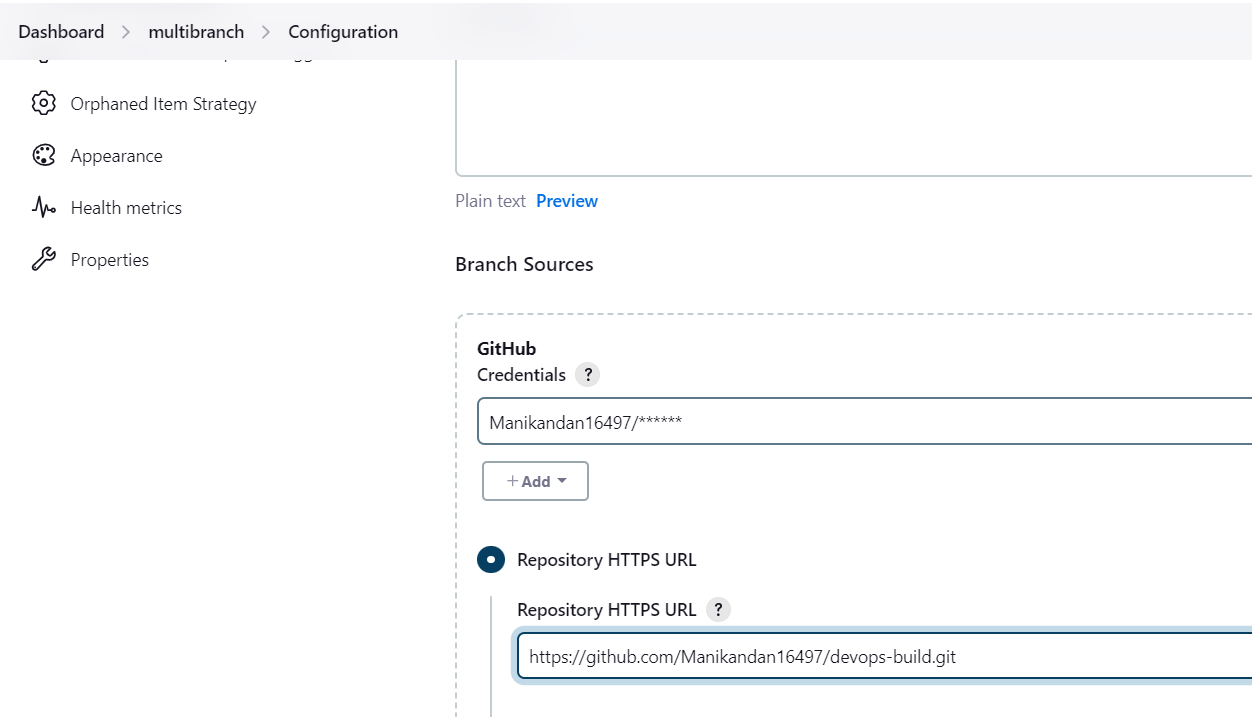 Dashboard > multibranch > Configuration
Orphaned Item Strategy
Appearance
Health metrics
Properties
Plain text Preview
Branch Sources
GitHub
Credentials ?
Manikandan16497/******
+ Add
Repository HTTPS URL
Repository HTTPS URL ?
https://github.com/Manikandan16497/devops-build.git